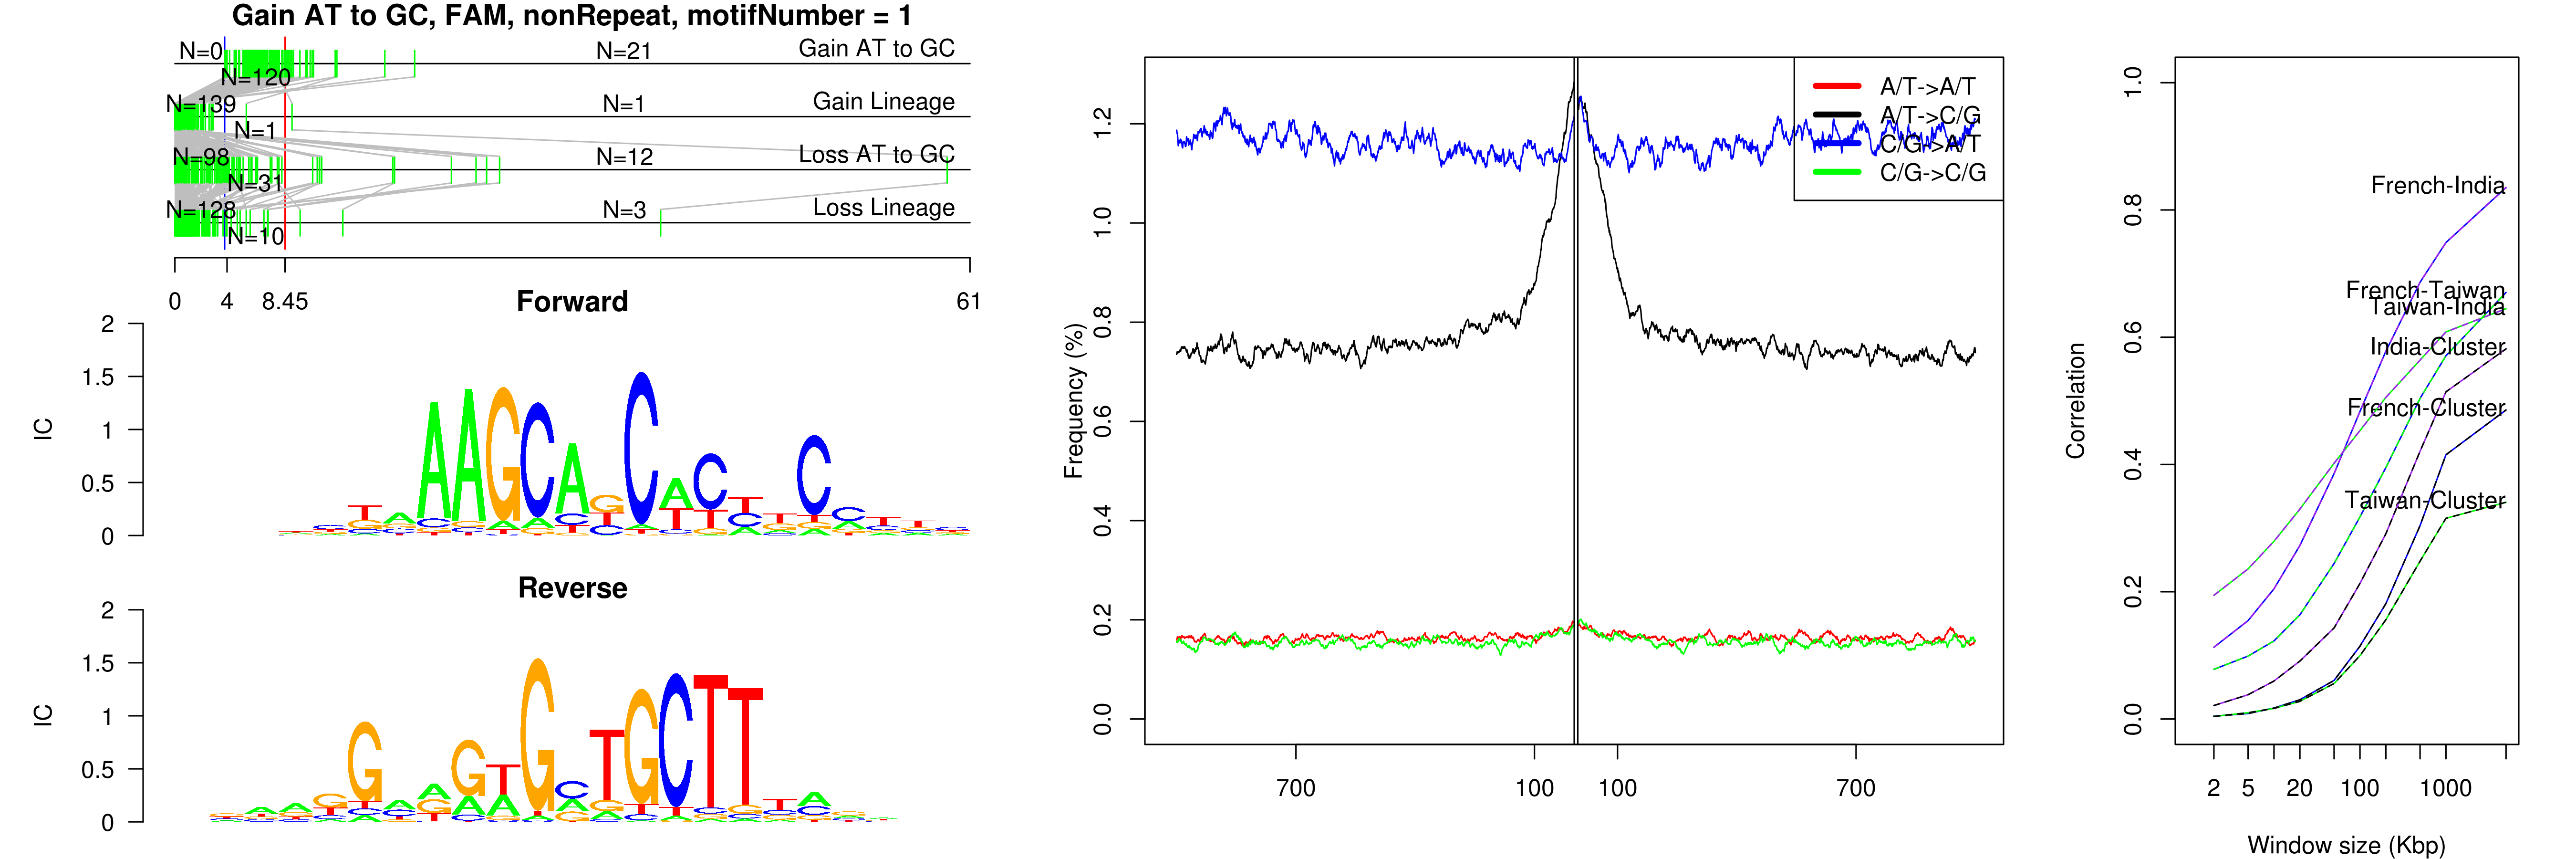 Gain AT to GC, FAM, nonRepeat, motifNumber = 1
N=0 N=21 Gain AT to GC
N=120
N=139 N=1 Gain Lineage
N=1
N=98 N=12 Loss AT to GC
N=31
N=128 N=3 Loss Lineage
N=10
0 4 8.45 61
Forward
2
1.5
1
0.5
0
IC
Reverse
2
1.5
1
0.5
0
IC
A/T->A/T
A/T->C/G
C/G->A/T
C/G->C/G
1.2
1.0
0.8
0.6
0.4
0.2
0.0
Frequency (%)
700 100 100 700
1.0
0.8
0.6
0.4
0.2
0.0
Correlation
French-India
French-Taiwan
Taiwan-India
India-Cluster
French-Cluster
Taiwan-Cluster
2 5 20 100 1000
Window size (Kbp)